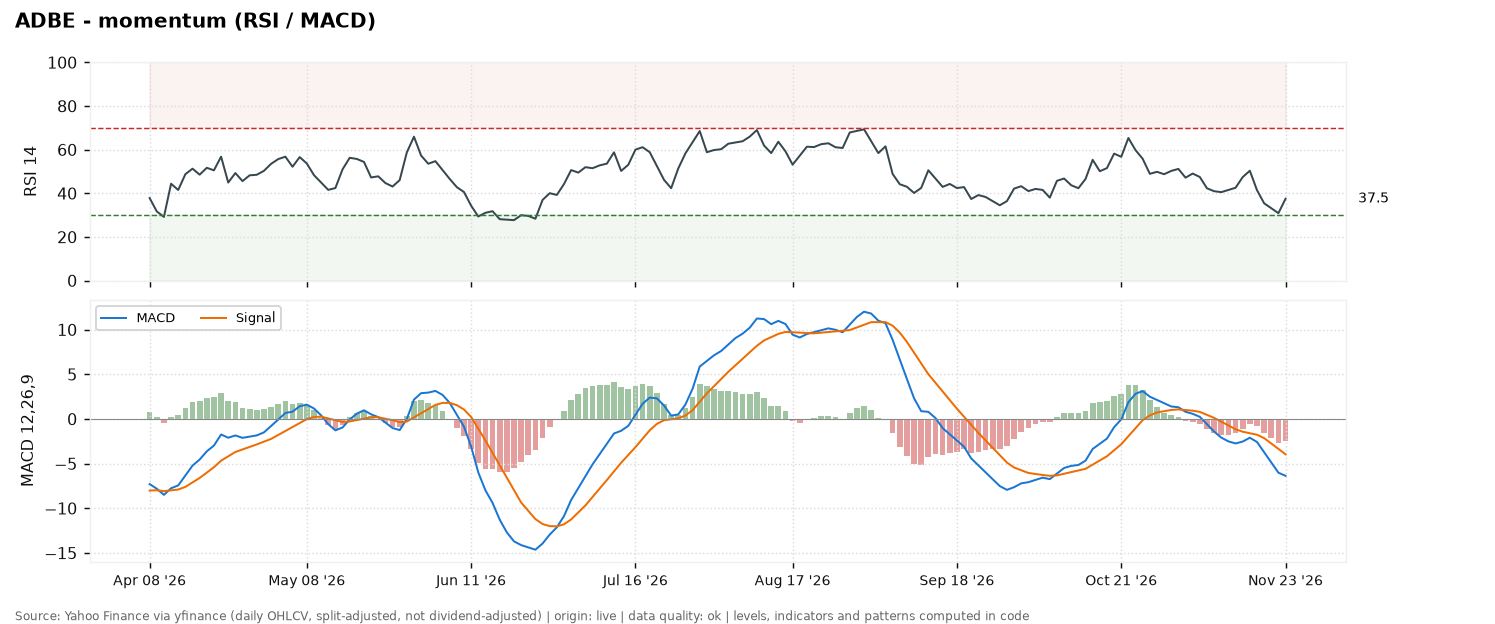 ADBE - momentum (RSI / MACD)
100
80
60
40
20
0
RSI 14
37.5
MACD
Signal
10
5
0
−5
−10
−15
MACD 12,26,9
Apr 08 '26
May 08 '26
Jun 11 '26
Jul 16 '26
Aug 17 '26
Sep 18 '26
Oct 21 '26
Nov 23 '26
Source: Yahoo Finance via yfinance (daily OHLCV, split-adjusted, not dividend-adjusted) | origin: live | data quality: ok | levels, indicators and patterns computed in code